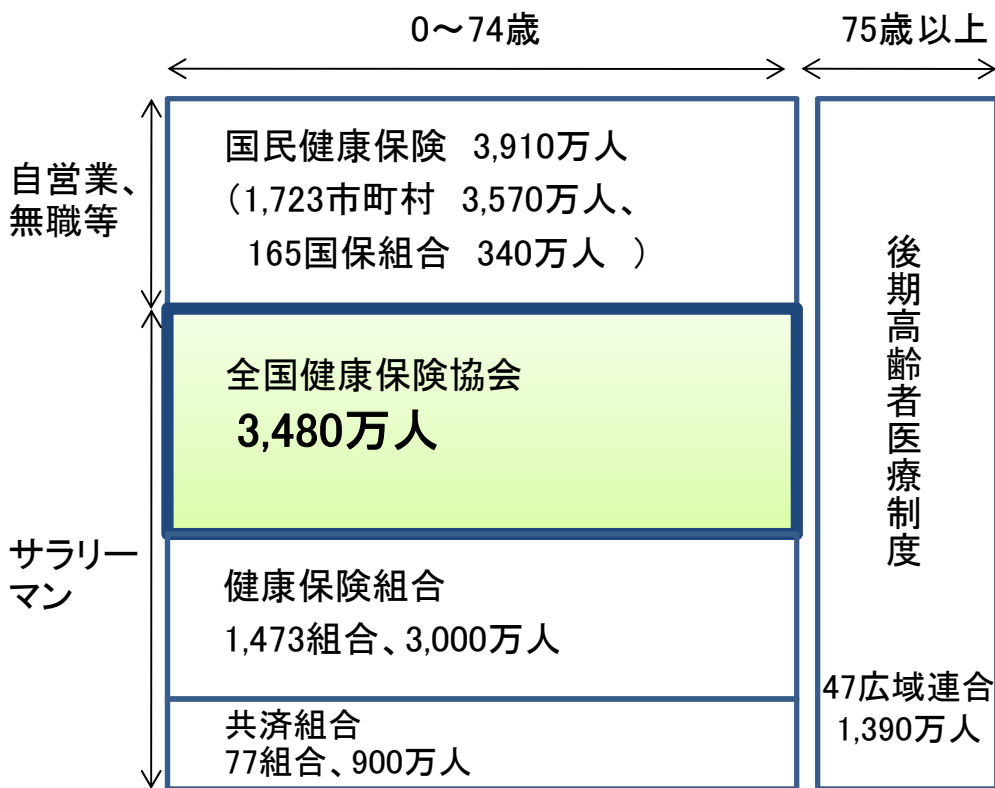 0～74歳
75歳以上
自営業、
無職等
国民健康保険 3,910万人
（1,723市町村 3,570万人、
165国保組合 340万人 ）
全国健康保険協会
3,480万人
サラリー
マン
健康保険組合
1,473組合、3,000万人
共済組合
77組合、900万人
後期高齢者医療制度
47広域連合
1,390万人